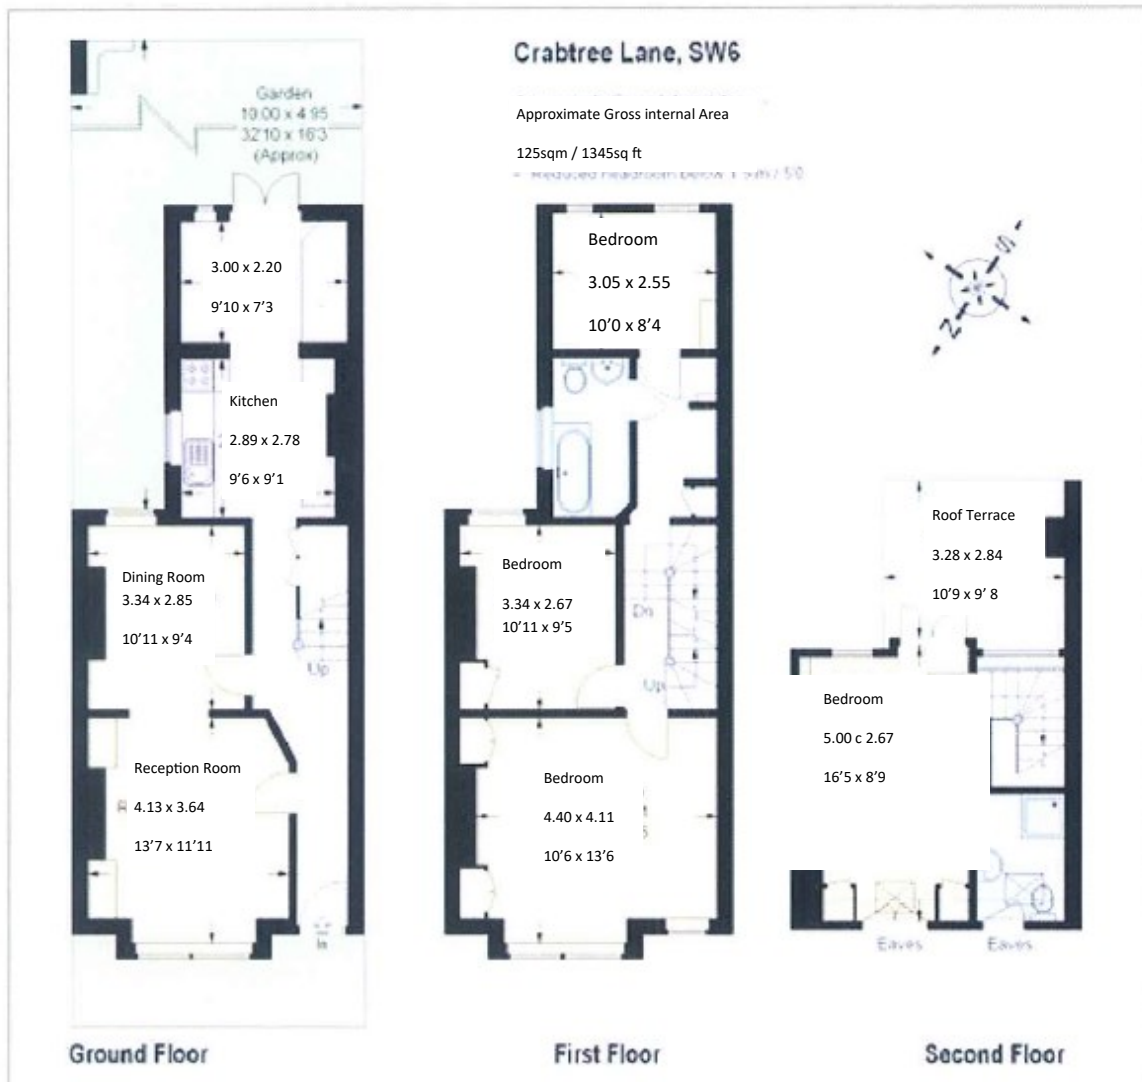 Crabtree Lane, SW6
Approximate Gross internal Area
125sqm / 1345sq ft
Garden
10.00 x 4.95
32'10 x 16'3
(Approx)
3.00 x 2.20
9'10 x 7'3
Kitchen
2.89 x 2.78
9'6 x 9'1
Dining Room
3.34 x 2.85
10'11 x 9'4
Up
Reception Room
4.13 x 3.64
13'7 x 11'11
In
Ground Floor
Bedroom
3.05 x 2.55
10'0 x 8'4
Bedroom
3.34 x 2.67
10'11 x 9'5
Dn
Up
Bedroom
4.40 x 4.11
10'6 x 13'6
First Floor
S
N
Roof Terrace
3.28 x 2.84
10'9 x 9' 8
Bedroom
5.00 c 2.67
16'5 x 8'9
Eaves
Eaves
Second Floor